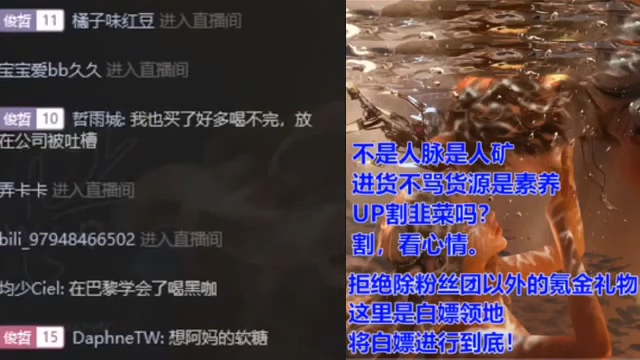 俊哲 11 橘子味红豆 进入直播间
宝宝爱bb久久 进入直播间
俊哲 10 哲雨城: 我也买了好多喝不完，放
在公司被吐槽
弄卡卡 进入直播间
bili_97948466502 进入直播间
均少Ciel: 在巴黎学会了喝黑咖
俊哲 15 DaphneTW: 想阿妈的软糖
不是人脉是人矿
进货不骂货源是素养
UP割韭菜吗？
割，看心情。
拒绝除粉丝团以外的氪金礼物
这里是白嫖领地
将白嫖进行到底！